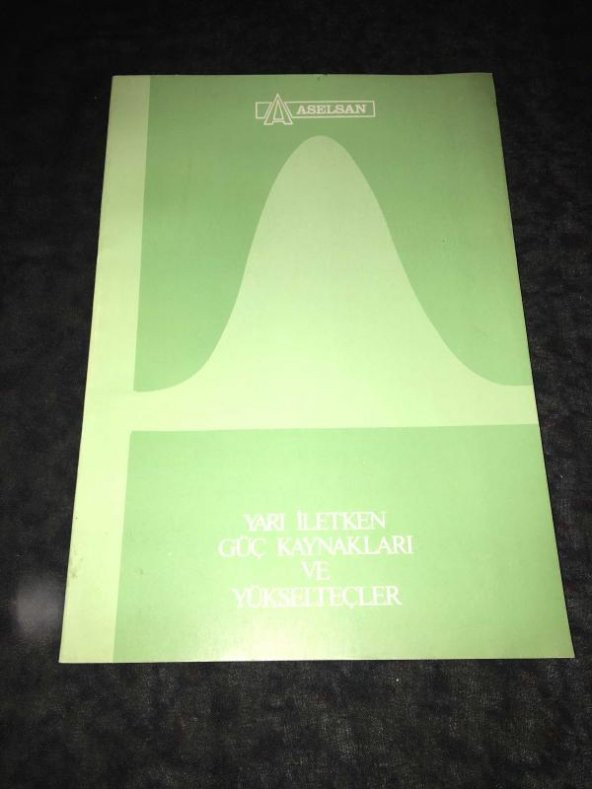 ASELSAN
YARI İLETKEN
GÜÇ KAYNAKLARI
VE
YÜKSELTEÇLER